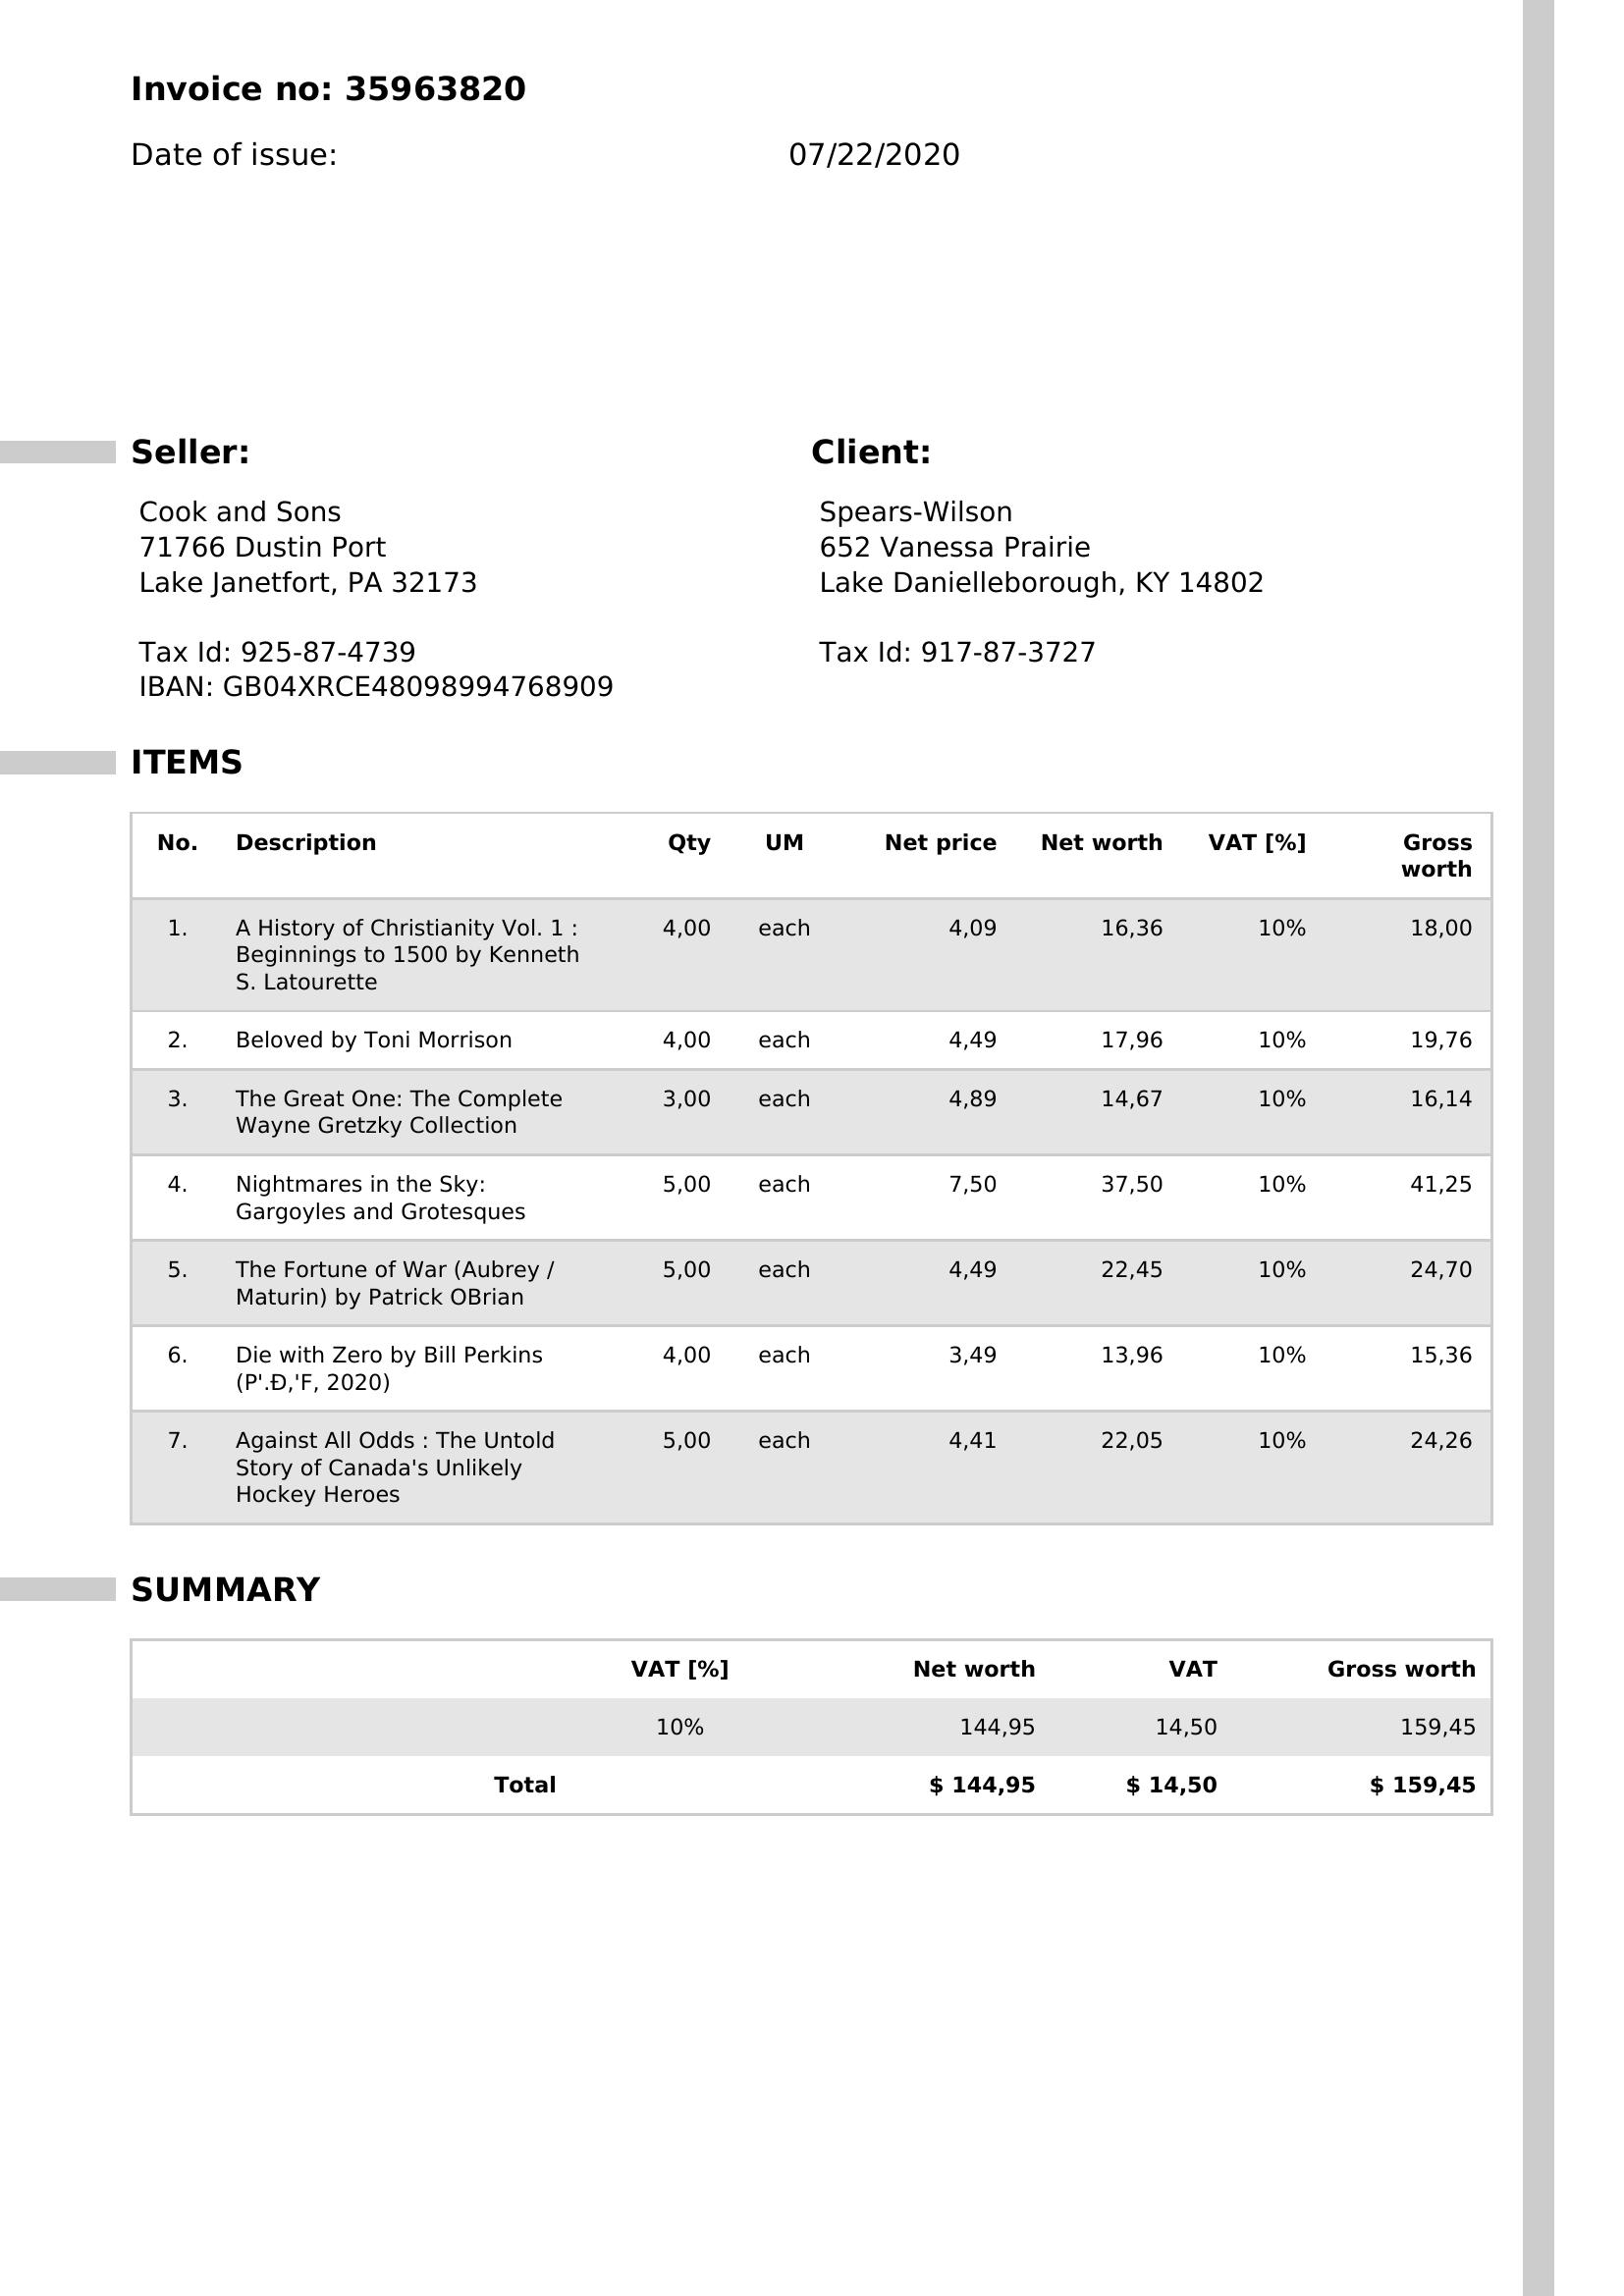 Invoice no: 35963820
Date of issue: 07/22/2020
Seller: Client:
Cook and Sons Spears-Wilson
71766 Dustin Port 652 Vanessa Prairie
Lake Janetfort, PA 32173 Lake Danielleborough, KY 14802
Tax Id: 925-87-4739 Tax Id: 917-87-3727
IBAN: GB04XRCE48098994768909
ITEMS
No. Description Qty UM Net price Net worth VAT [%] Gross
worth
1. A History of Christianity Vol. 1 : 4,00 each 4,09 16,36 10% 18,00
Beginnings to 1500 by Kenneth
S. Latourette
2. Beloved by Toni Morrison 4,00 each 4,49 17,96 10% 19,76
3. The Great One: The Complete 3,00 each 4,89 14,67 10% 16,14
Wayne Gretzky Collection
4. Nightmares in the Sky: 5,00 each 7,50 37,50 10% 41,25
Gargoyles and Grotesques
5. The Fortune of War (Aubrey / 5,00 each 4,49 22,45 10% 24,70
Maturin) by Patrick OBrian
6. Die with Zero by Bill Perkins 4,00 each 3,49 13,96 10% 15,36
(P'.Đ,'F, 2020)
7. Against All Odds : The Untold 5,00 each 4,41 22,05 10% 24,26
Story of Canada's Unlikely
Hockey Heroes
SUMMARY
VAT [%] Net worth VAT Gross worth
10% 144,95 14,50 159,45
Total $ 144,95 $ 14,50 $ 159,45